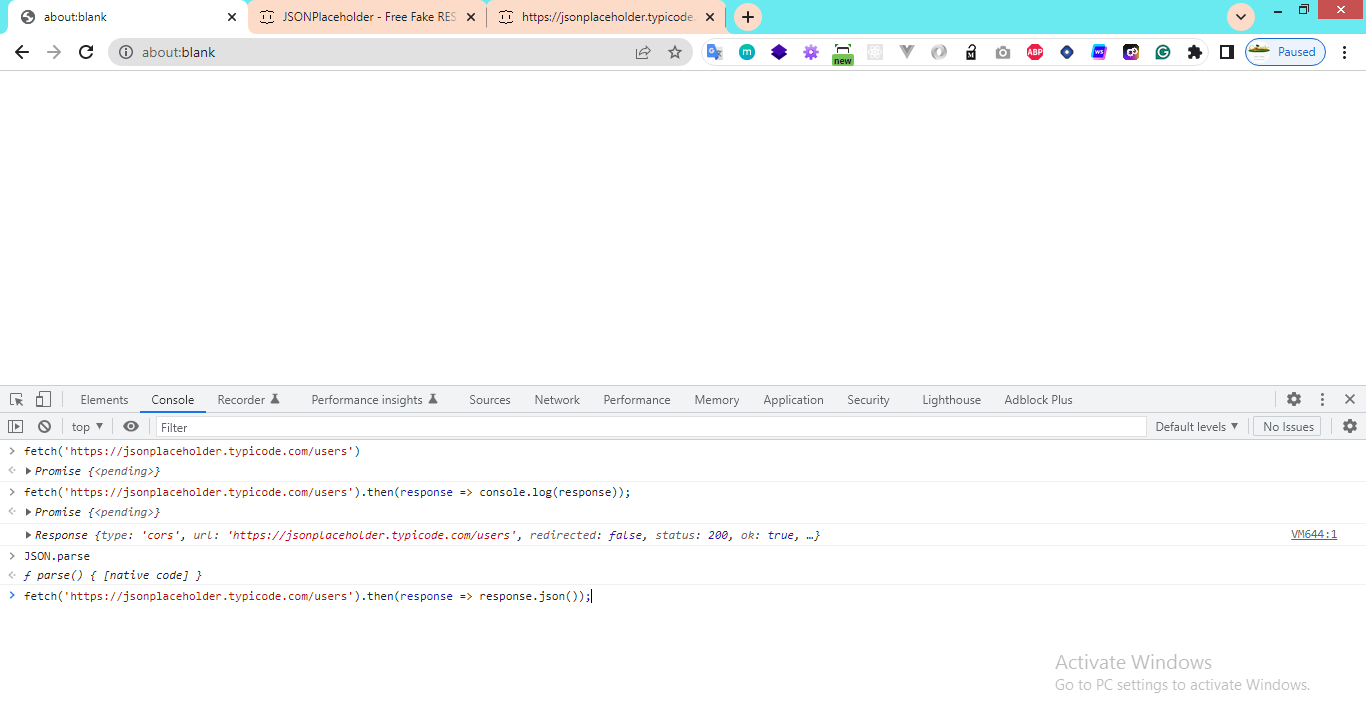 about:blank
JSONPlaceholder - Free Fake RES
https://jsonplaceholder.typicode.
about:blank
new
ABP
Paused
Elements Console Recorder Performance insights Sources Network Performance Memory Application Security Lighthouse Adblock Plus
top Filter Default levels No Issues
fetch('https://jsonplaceholder.typicode.com/users')
Promise {<pending>}
fetch('https://jsonplaceholder.typicode.com/users').then(response => console.log(response));
Promise {<pending>}
Response {type: 'cors', url: 'https://jsonplaceholder.typicode.com/users', redirected: false, status: 200, ok: true, …} VM644:1
JSON.parse
ƒ parse() { [native code] }
fetch('https://jsonplaceholder.typicode.com/users').then(response => response.json());
Activate Windows
Go to PC settings to activate Windows.